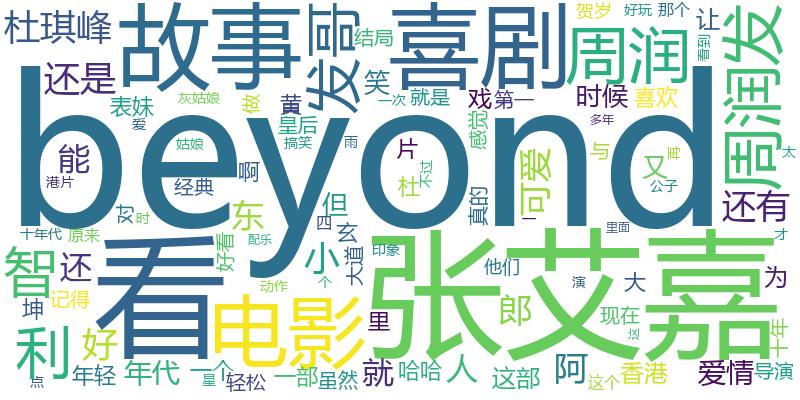 杜琪峰
故事
发哥
结局
喜剧
贺岁
好玩
那个
让
看到
周润
周润发
还是
表妹
灰姑娘
做
黄
笑
一次
就是
戏
第一
时候
喜欢
多年
爱
姑娘
皇后
搞笑
雨
感觉
与
beyond
能
港片
经典
啊
片
杜
不过
真的
可爱
一
又
再
公子
太
还有
十年代
原来
对
时
东
配乐
但
四
玄
大道
里面
才
智
还
好看
小
印象
他们
张艾嘉
看
坤
记得
动作
个
电影
里
郎
演
大
现在
这
为
十年
利
好
点
年轻
年代
一个
星
轻松
一部
虽然
就
哈哈
人
这部
阿
这个
香港
爱情
导演